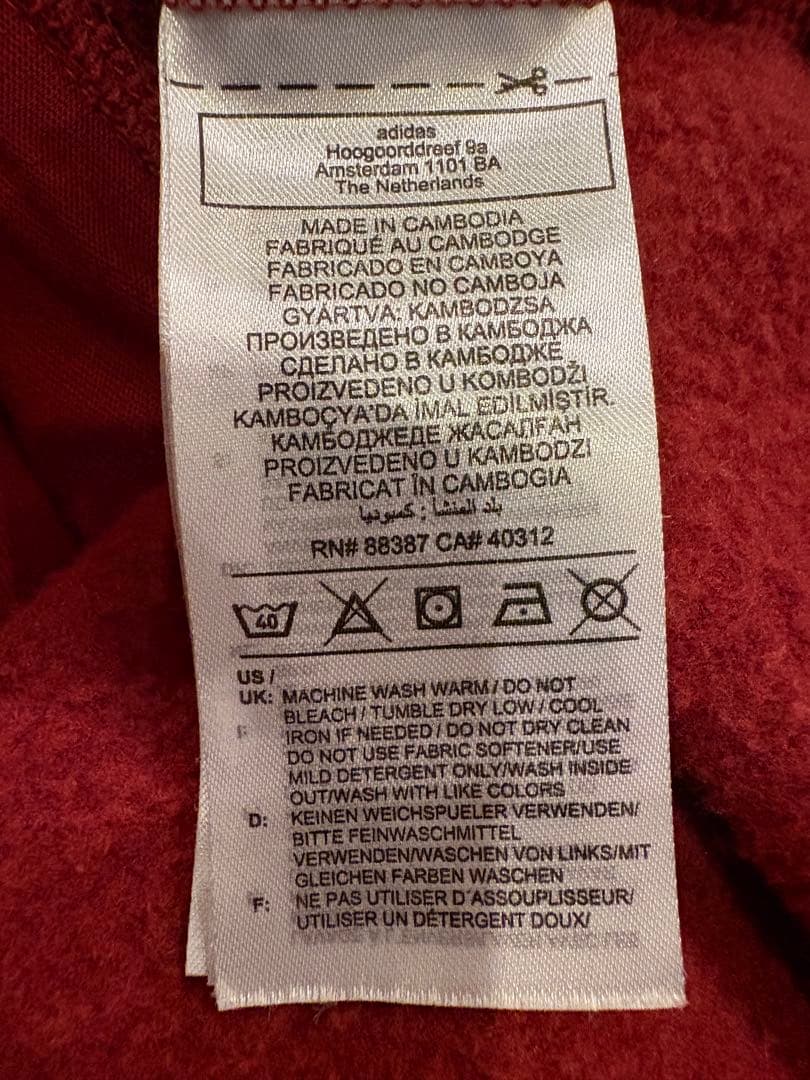 adidas
Hoogoorddreef 9a
Amsterdam 1101 BA
The Netherlands
MADE IN CAMBODIA
FABRIQUÉ AU CAMBODGE
FABRICADO EN CAMBOYA
FABRICADO NO CAMBOJA
GYÁRTVA: KAMBODZSA
ПРОИЗВЕДЕНО В КАМБОДЖА
СДЕЛАНО В КАМБОДЖЕ
PROIZVEDENO U KOMBODŽI
KAMBOÇYA'DA İMAL EDİLMİŞTİR.
КАМБОДЖЕДЕ ЖАСАЛҒАН
PROIZVEDENO U KAMBODZI
FABRICAT ÎN CAMBOGIA
بلد المنشأ : كمبوديا
RN# 88387 CA# 40312
40
US /
UK: MACHINE WASH WARM / DO NOT
BLEACH / TUMBLE DRY LOW / COOL
IRON IF NEEDED / DO NOT DRY CLEAN
DO NOT USE FABRIC SOFTENER/USE
MILD DETERGENT ONLY/WASH INSIDE
OUT/WASH WITH LIKE COLORS
D: KEINEN WEICHSPUELER VERWENDEN/
BITTE FEINWASCHMITTEL
VERWENDEN/WASCHEN VON LINKS/MIT
GLEICHEN FARBEN WASCHEN
F: NE PAS UTILISER D´ASSOUPLISSEUR/
UTILISER UN DÉTERGENT DOUX/